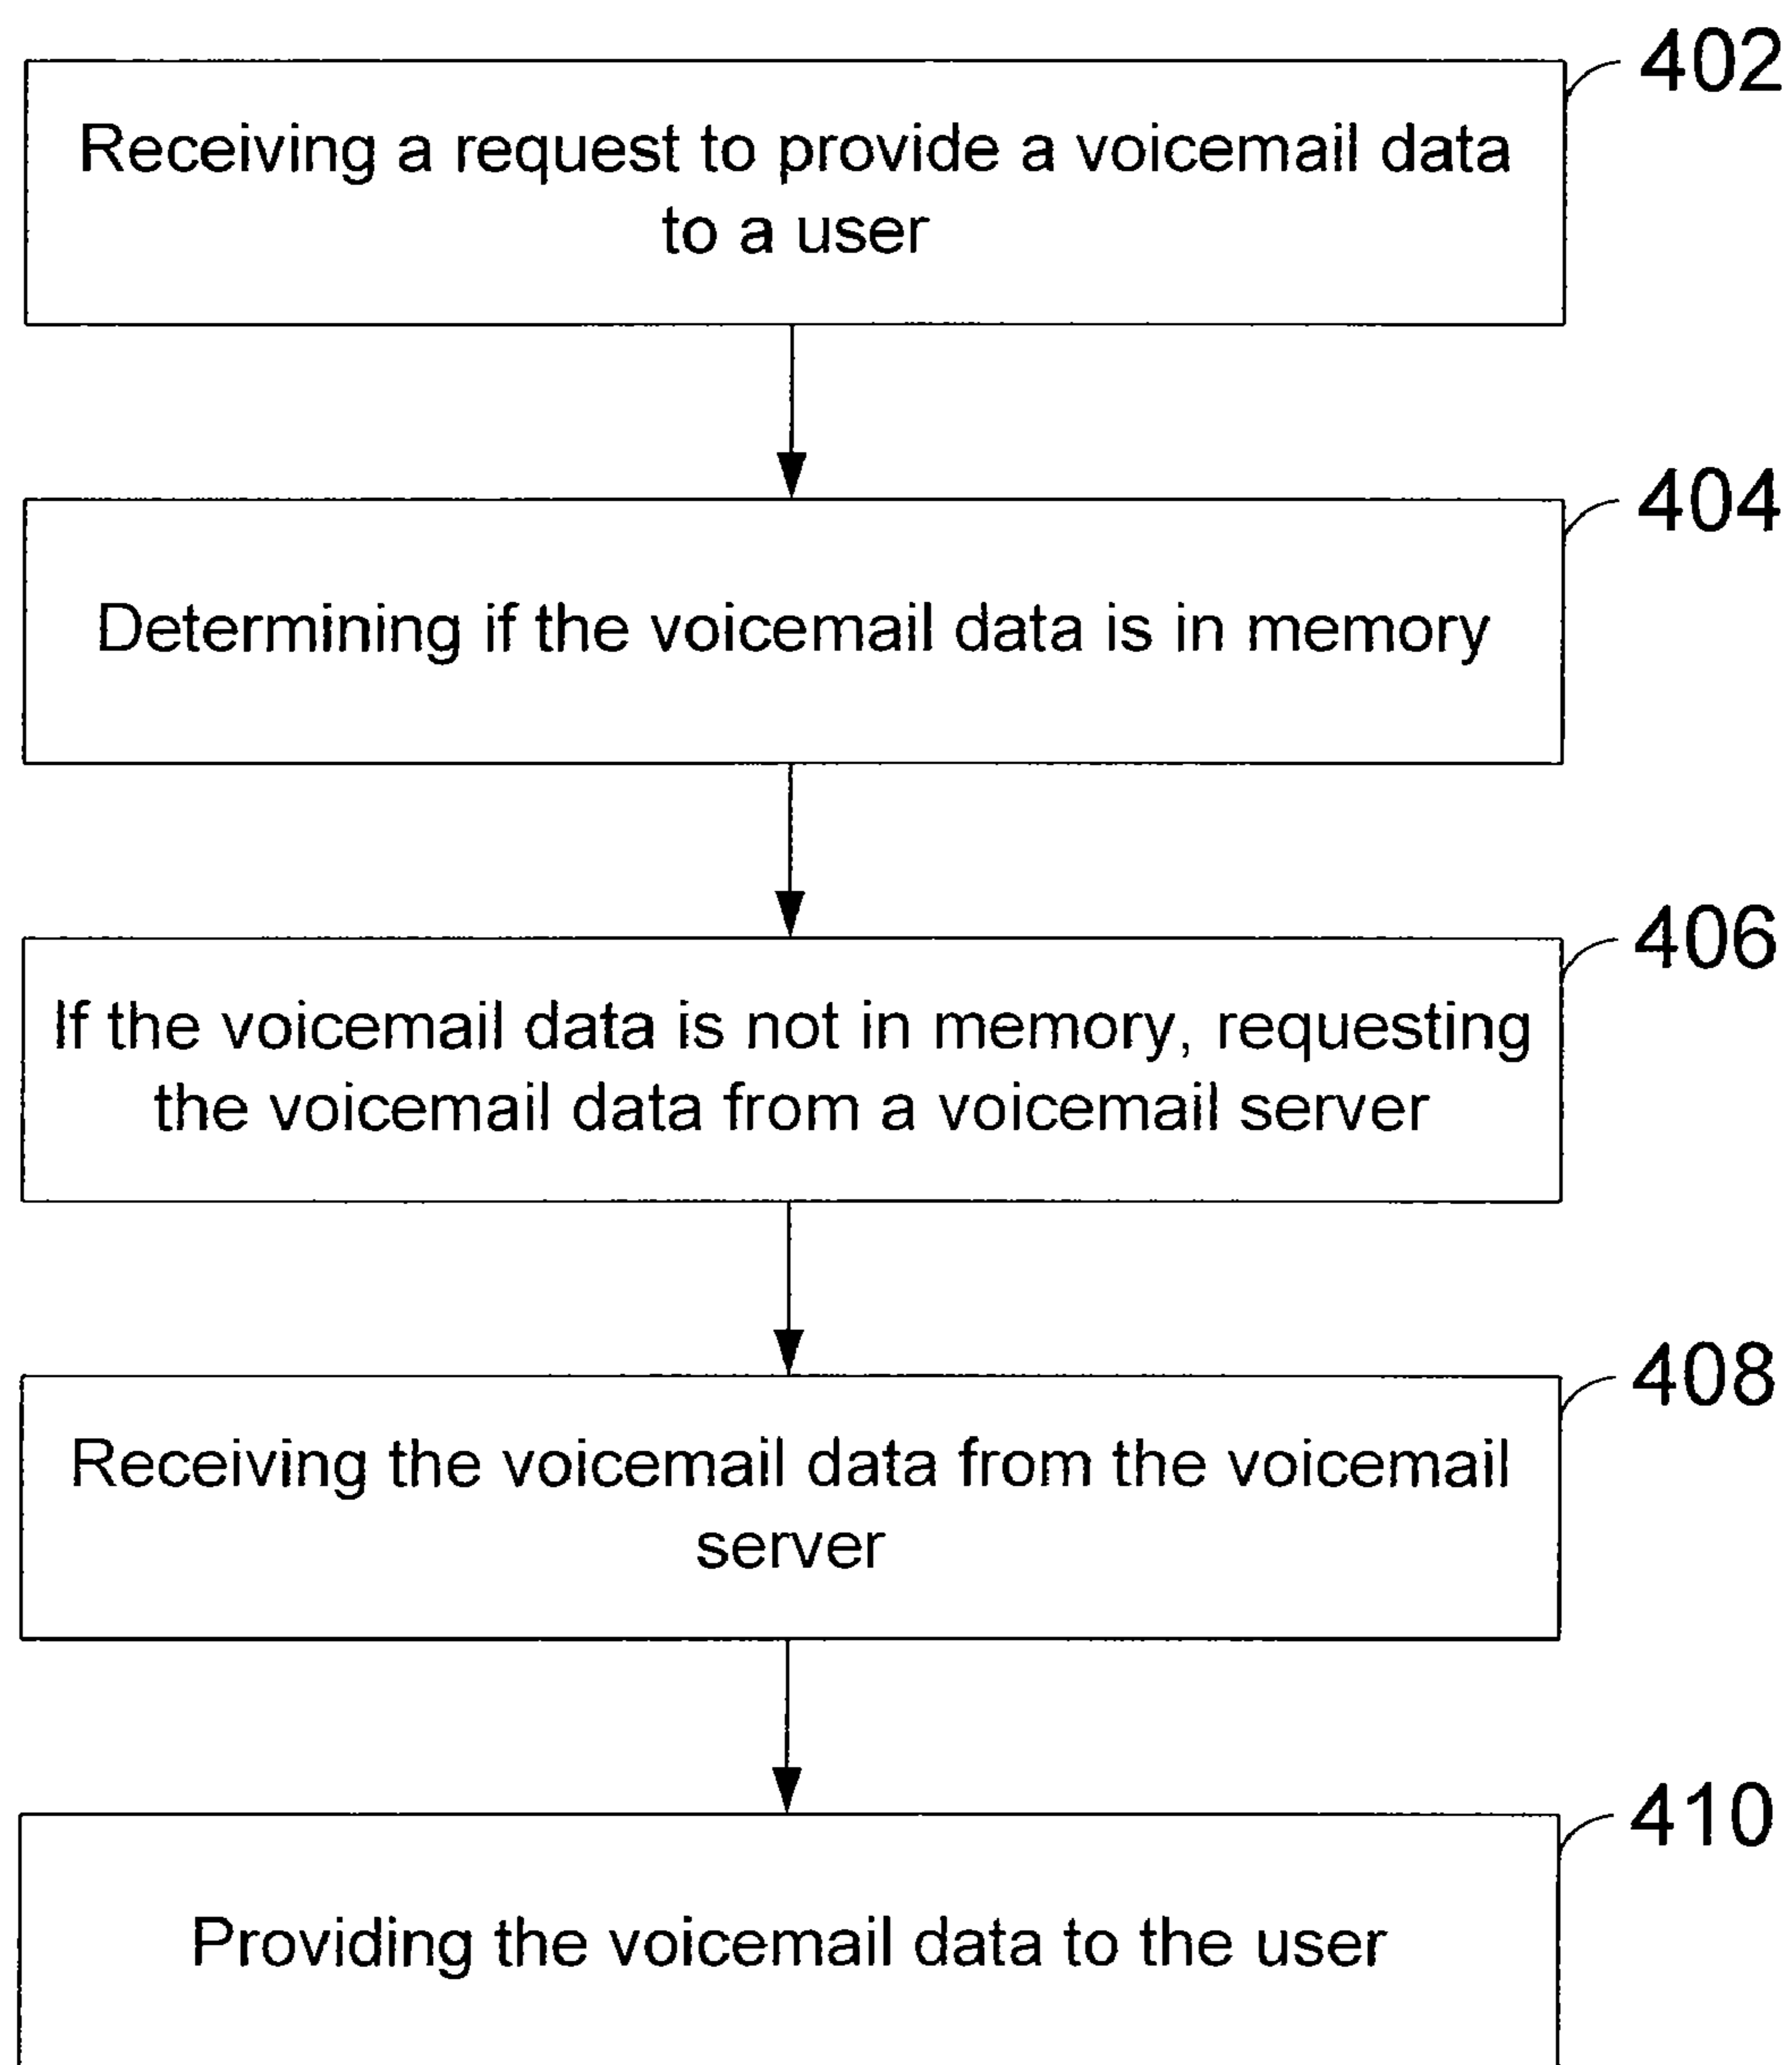 402
Receiving a request to provide a voicemail data
to a user
404
Determining if the voicemail data is in memory
406
If the voicemail data is not in memory, requesting
the voicemail data from a voicemail server
408
Receiving the voicemail data from the voicemail
server
410
Providing the voicemail data to the user